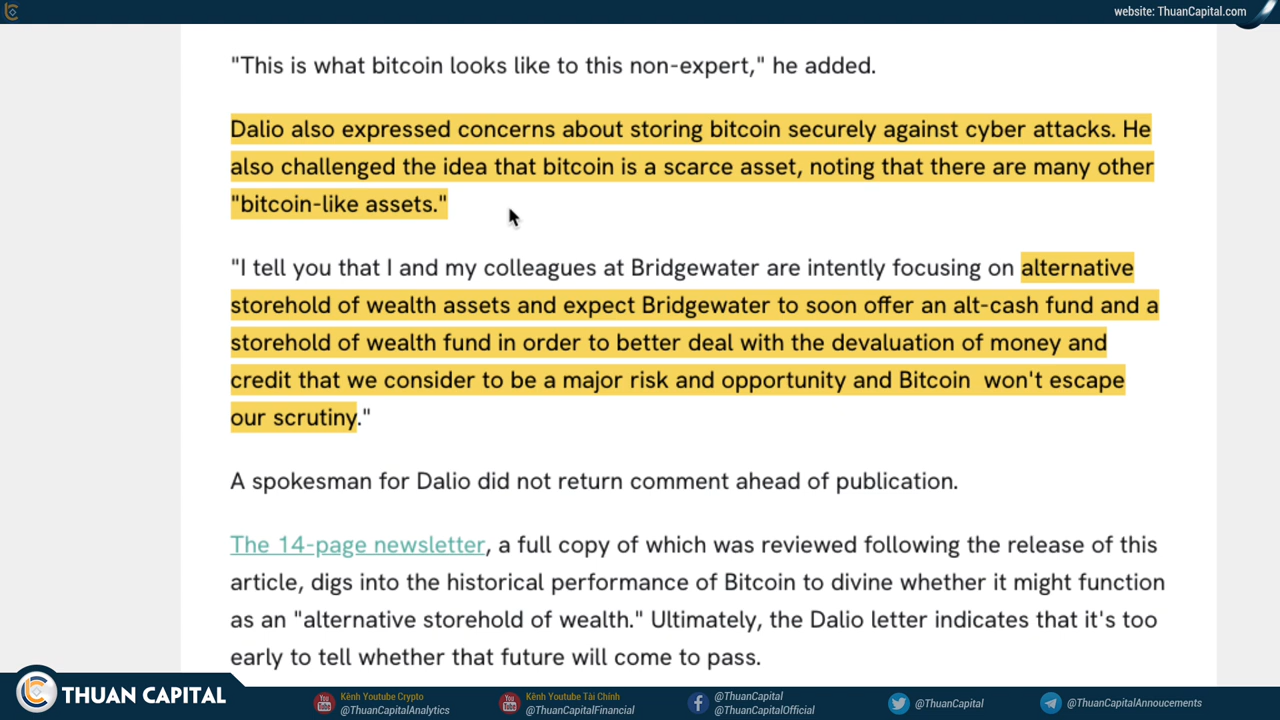 website: ThuanCapital.com
"This is what bitcoin looks like to this non-expert," he added.
Dalio also expressed concerns about storing bitcoin securely against cyber attacks. He
also challenged the idea that bitcoin is a scarce asset, noting that there are many other
"bitcoin-like assets."
"I tell you that I and my colleagues at Bridgewater are intently focusing on alternative
storehold of wealth assets and expect Bridgewater to soon offer an alt-cash fund and a
storehold of wealth fund in order to better deal with the devaluation of money and
credit that we consider to be a major risk and opportunity and Bitcoin  won't escape
our scrutiny."
A spokesman for Dalio did not return comment ahead of publication.
The 14-page newsletter, a full copy of which was reviewed following the release of this
article, digs into the historical performance of Bitcoin to divine whether it might function
as an "alternative storehold of wealth." Ultimately, the Dalio letter indicates that it's too
early to tell whether that future will come to pass.
THUAN CAPITAL
You Tube
Kênh Youtube Crypto
@ThuanCapitalAnalytics
You Tube
Kênh Youtube Tài Chính
@ThuanCapitalFinancial
@ThuanCapital
@ThuanCapitalOfficial
@ThuanCapital
@ThuanCapitalAnnoucements